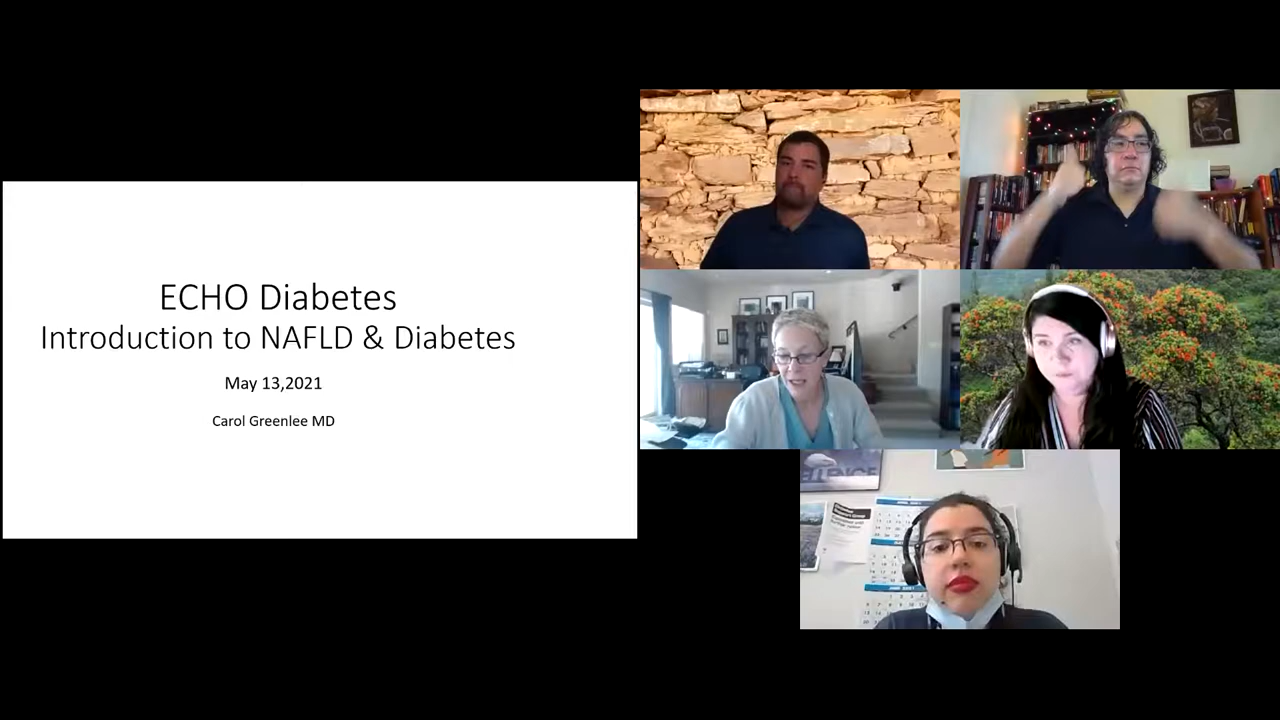 ECHO Diabetes
Introduction to NAFLD & Diabetes
May 13,2021
Carol Greenlee MD